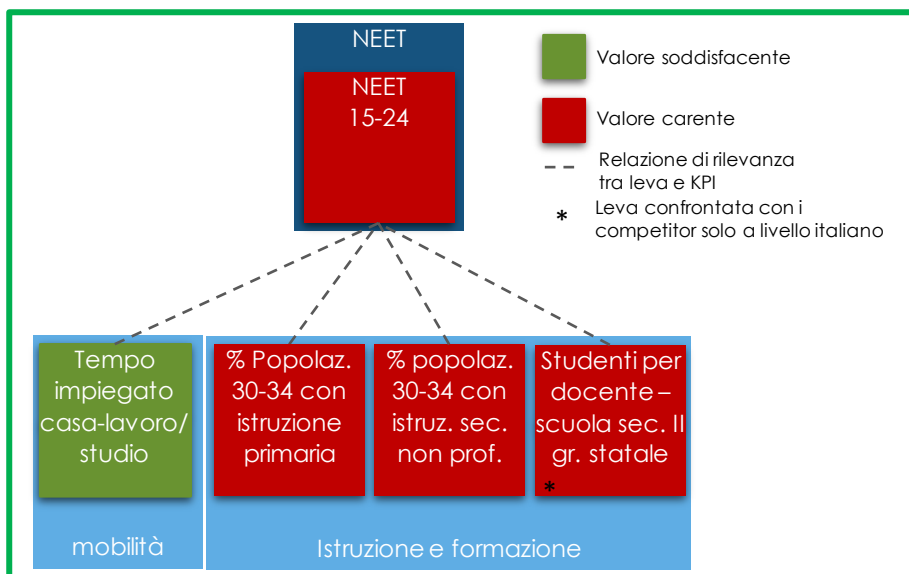 NEET
NEET
15-24
Valore soddisfacente
Valore carente
Relazione di rilevanza
tra leva e KPI
*
Leva confrontata con i
competitor solo a livello italiano
Tempo
impiegato
casa-lavoro/
studio
% Popolaz.
30-34 con
istruzione
primaria
% popolaz.
30-34 con
istruz. sec.
non prof.
Studenti per
docente –
scuola sec. II
gr. statale
*
mobilità
Istruzione e formazione